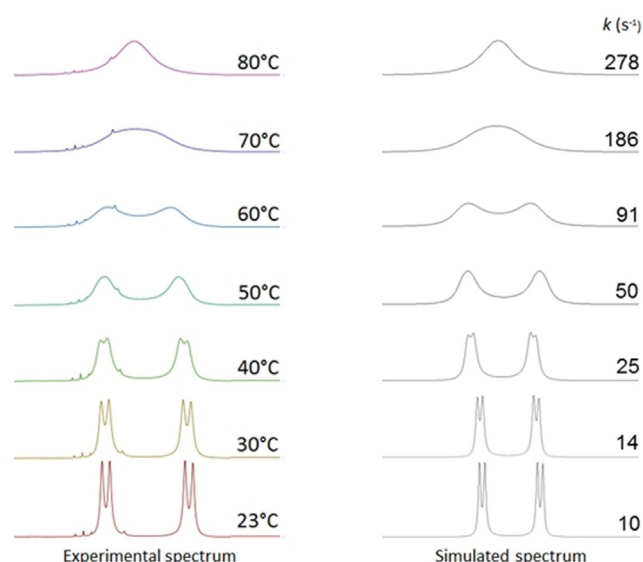 k (s⁻¹)
80°C 278
70°C 186
60°C 91
50°C 50
40°C 25
30°C 14
23°C 10
Experimental spectrum Simulated spectrum